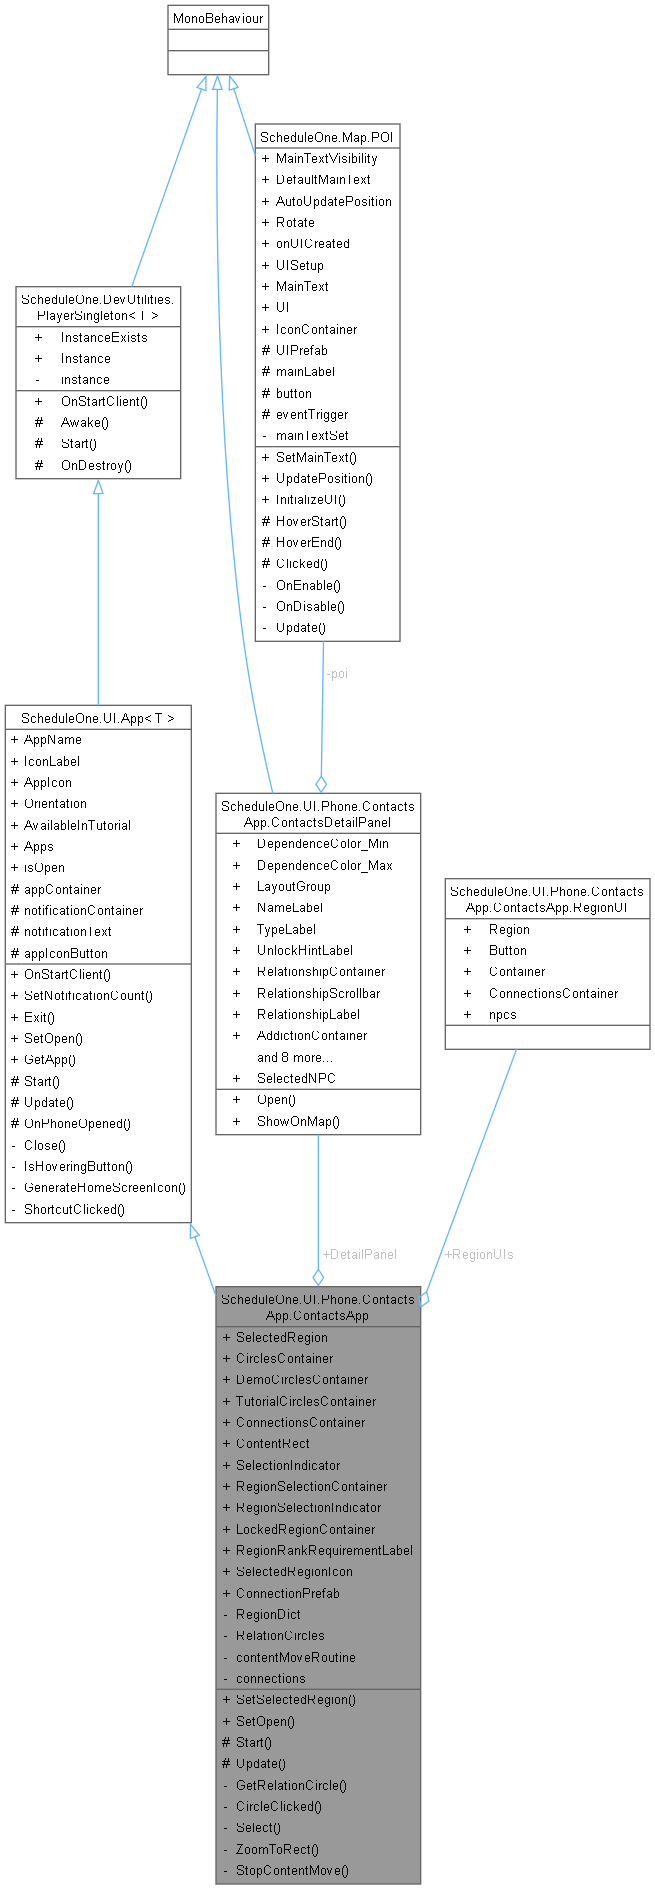 MonoBehaviour
ScheduleOne.Map.POI
+ MainTextVisibility
+ DefaultMainText
+ AutoUpdatePosition
+ Rotate
+ onUICreated
+ UISetup
+ MainText
+ UI
+ IconContainer
# UIPrefab
# mainLabel
# button
# eventTrigger
- mainTextSet
+ SetMainText()
+ UpdatePosition()
+ InitializeUI()
# HoverStart()
# HoverEnd()
# Clicked()
- OnEnable()
- OnDisable()
- Update()
ScheduleOne.DevUtilities.
PlayerSingleton< T >
+ InstanceExists
+ Instance
- instance
+ OnStartClient()
# Awake()
# Start()
# OnDestroy()
-poi
ScheduleOne.UI.App< T >
+ AppName
+ IconLabel
+ AppIcon
+ Orientation
+ AvailableInTutorial
+ Apps
+ isOpen
# appContainer
# notificationContainer
# notificationText
# appIconButton
+ OnStartClient()
+ SetNotificationCount()
+ Exit()
+ SetOpen()
+ GetApp()
# Start()
# Update()
# OnPhoneOpened()
- Close()
- IsHoveringButton()
- GenerateHomeScreenIcon()
- ShortcutClicked()
ScheduleOne.UI.Phone.Contacts
App.ContactsDetailPanel
+ DependenceColor_Min
+ DependenceColor_Max
+ LayoutGroup
+ NameLabel
+ TypeLabel
+ UnlockHintLabel
+ RelationshipContainer
+ RelationshipScrollbar
+ RelationshipLabel
+ AddictionContainer
and 8 more...
+ SelectedNPC
+ Open()
+ ShowOnMap()
ScheduleOne.UI.Phone.Contacts
App.ContactsApp.RegionUI
+ Region
+ Button
+ Container
+ ConnectionsContainer
+ npcs
+DetailPanel
+RegionUIs
ScheduleOne.UI.Phone.Contacts
App.ContactsApp
+ SelectedRegion
+ CirclesContainer
+ DemoCirclesContainer
+ TutorialCirclesContainer
+ ConnectionsContainer
+ ContentRect
+ SelectionIndicator
+ RegionSelectionContainer
+ RegionSelectionIndicator
+ LockedRegionContainer
+ RegionRankRequirementLabel
+ SelectedRegionIcon
+ ConnectionPrefab
- RegionDict
- RelationCircles
- contentMoveRoutine
- connections
+ SetSelectedRegion()
+ SetOpen()
# Start()
# Update()
- GetRelationCircle()
- CircleClicked()
- Select()
- ZoomToRect()
- StopContentMove()